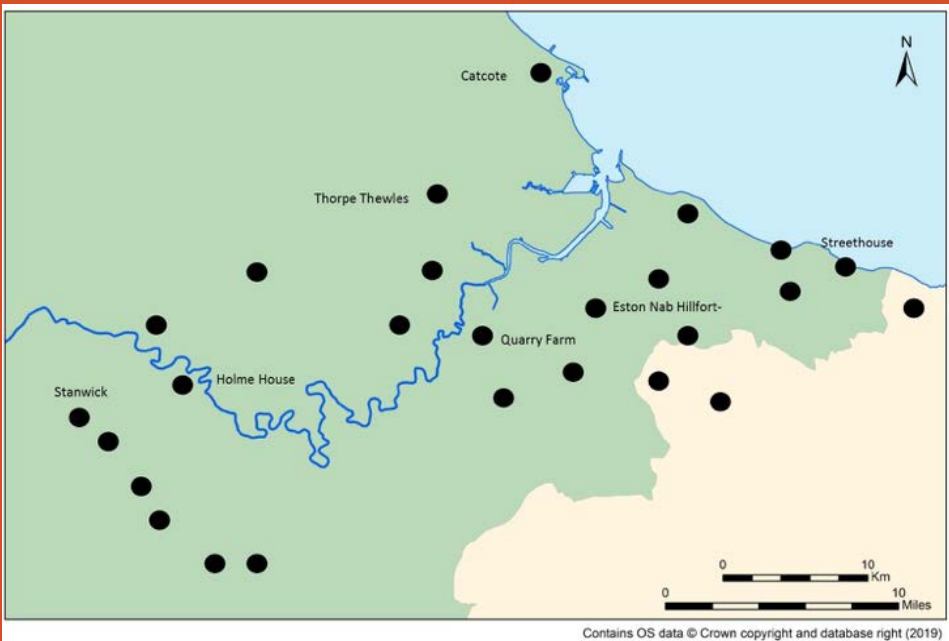 N
Catcote
Thorpe Thewles
Streethouse
Eston Nab Hillfort-
Quarry Farm
Holme House
Stanwick
0 10
Km
0 10
Miles
Contains OS data © Crown copyright and database right (2019)